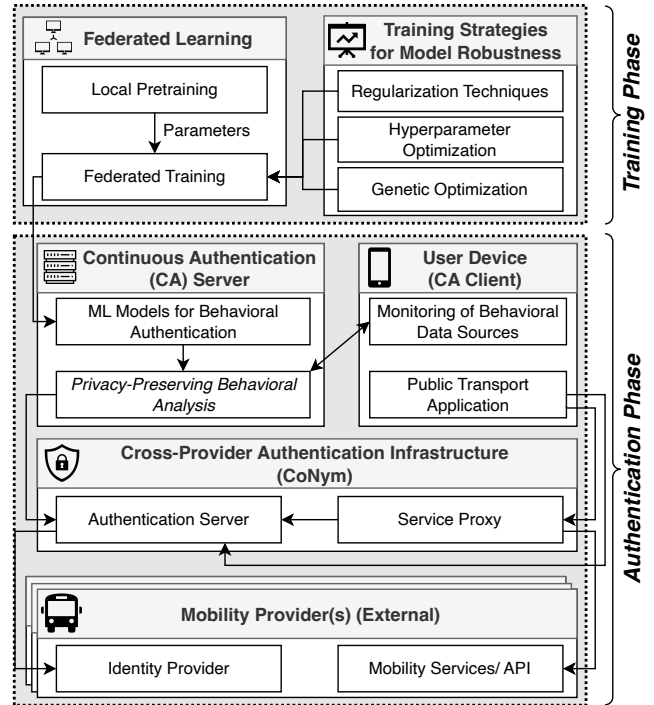 Federated Learning
Local Pretraining
Parameters
Federated Training
Training Strategies
for Model Robustness
Regularization Techniques
Hyperparameter
Optimization
Genetic Optimization
Training Phase
Continuous Authentication
(CA) Server
ML Models for Behavioral
Authentication
Privacy-Preserving Behavioral
Analysis
User Device
(CA Client)
Monitoring of Behavioral
Data Sources
Public Transport
Application
Cross-Provider Authentication Infrastructure
(CoNym)
Authentication Server
Service Proxy
Mobility Provider(s) (External)
Identity Provider
Mobility Services/ API
Authentication Phase